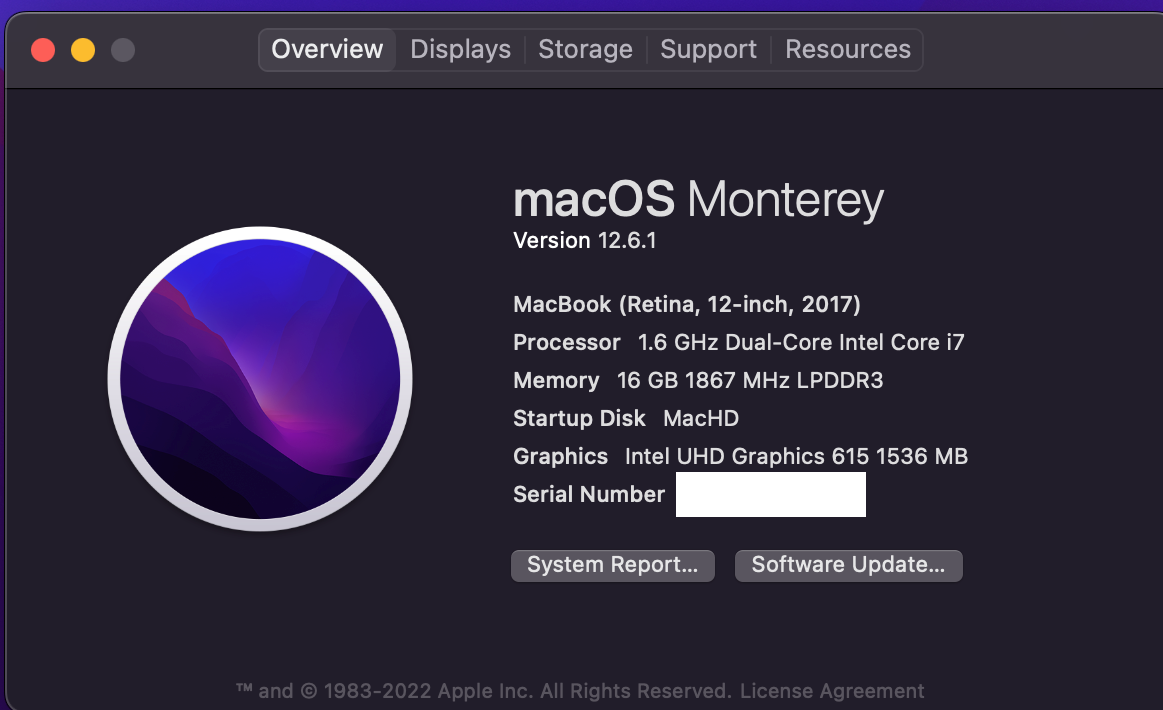 Overview Displays Storage Support Resources
macOS Monterey
Version 12.6.1
MacBook (Retina, 12-inch, 2017)
Processor 1.6 GHz Dual-Core Intel Core i7
Memory 16 GB 1867 MHz LPDDR3
Startup Disk MacHD
Graphics Intel UHD Graphics 615 1536 MB
Serial Number
System Report... Software Update...
™ and © 1983-2022 Apple Inc. All Rights Reserved. License Agreement